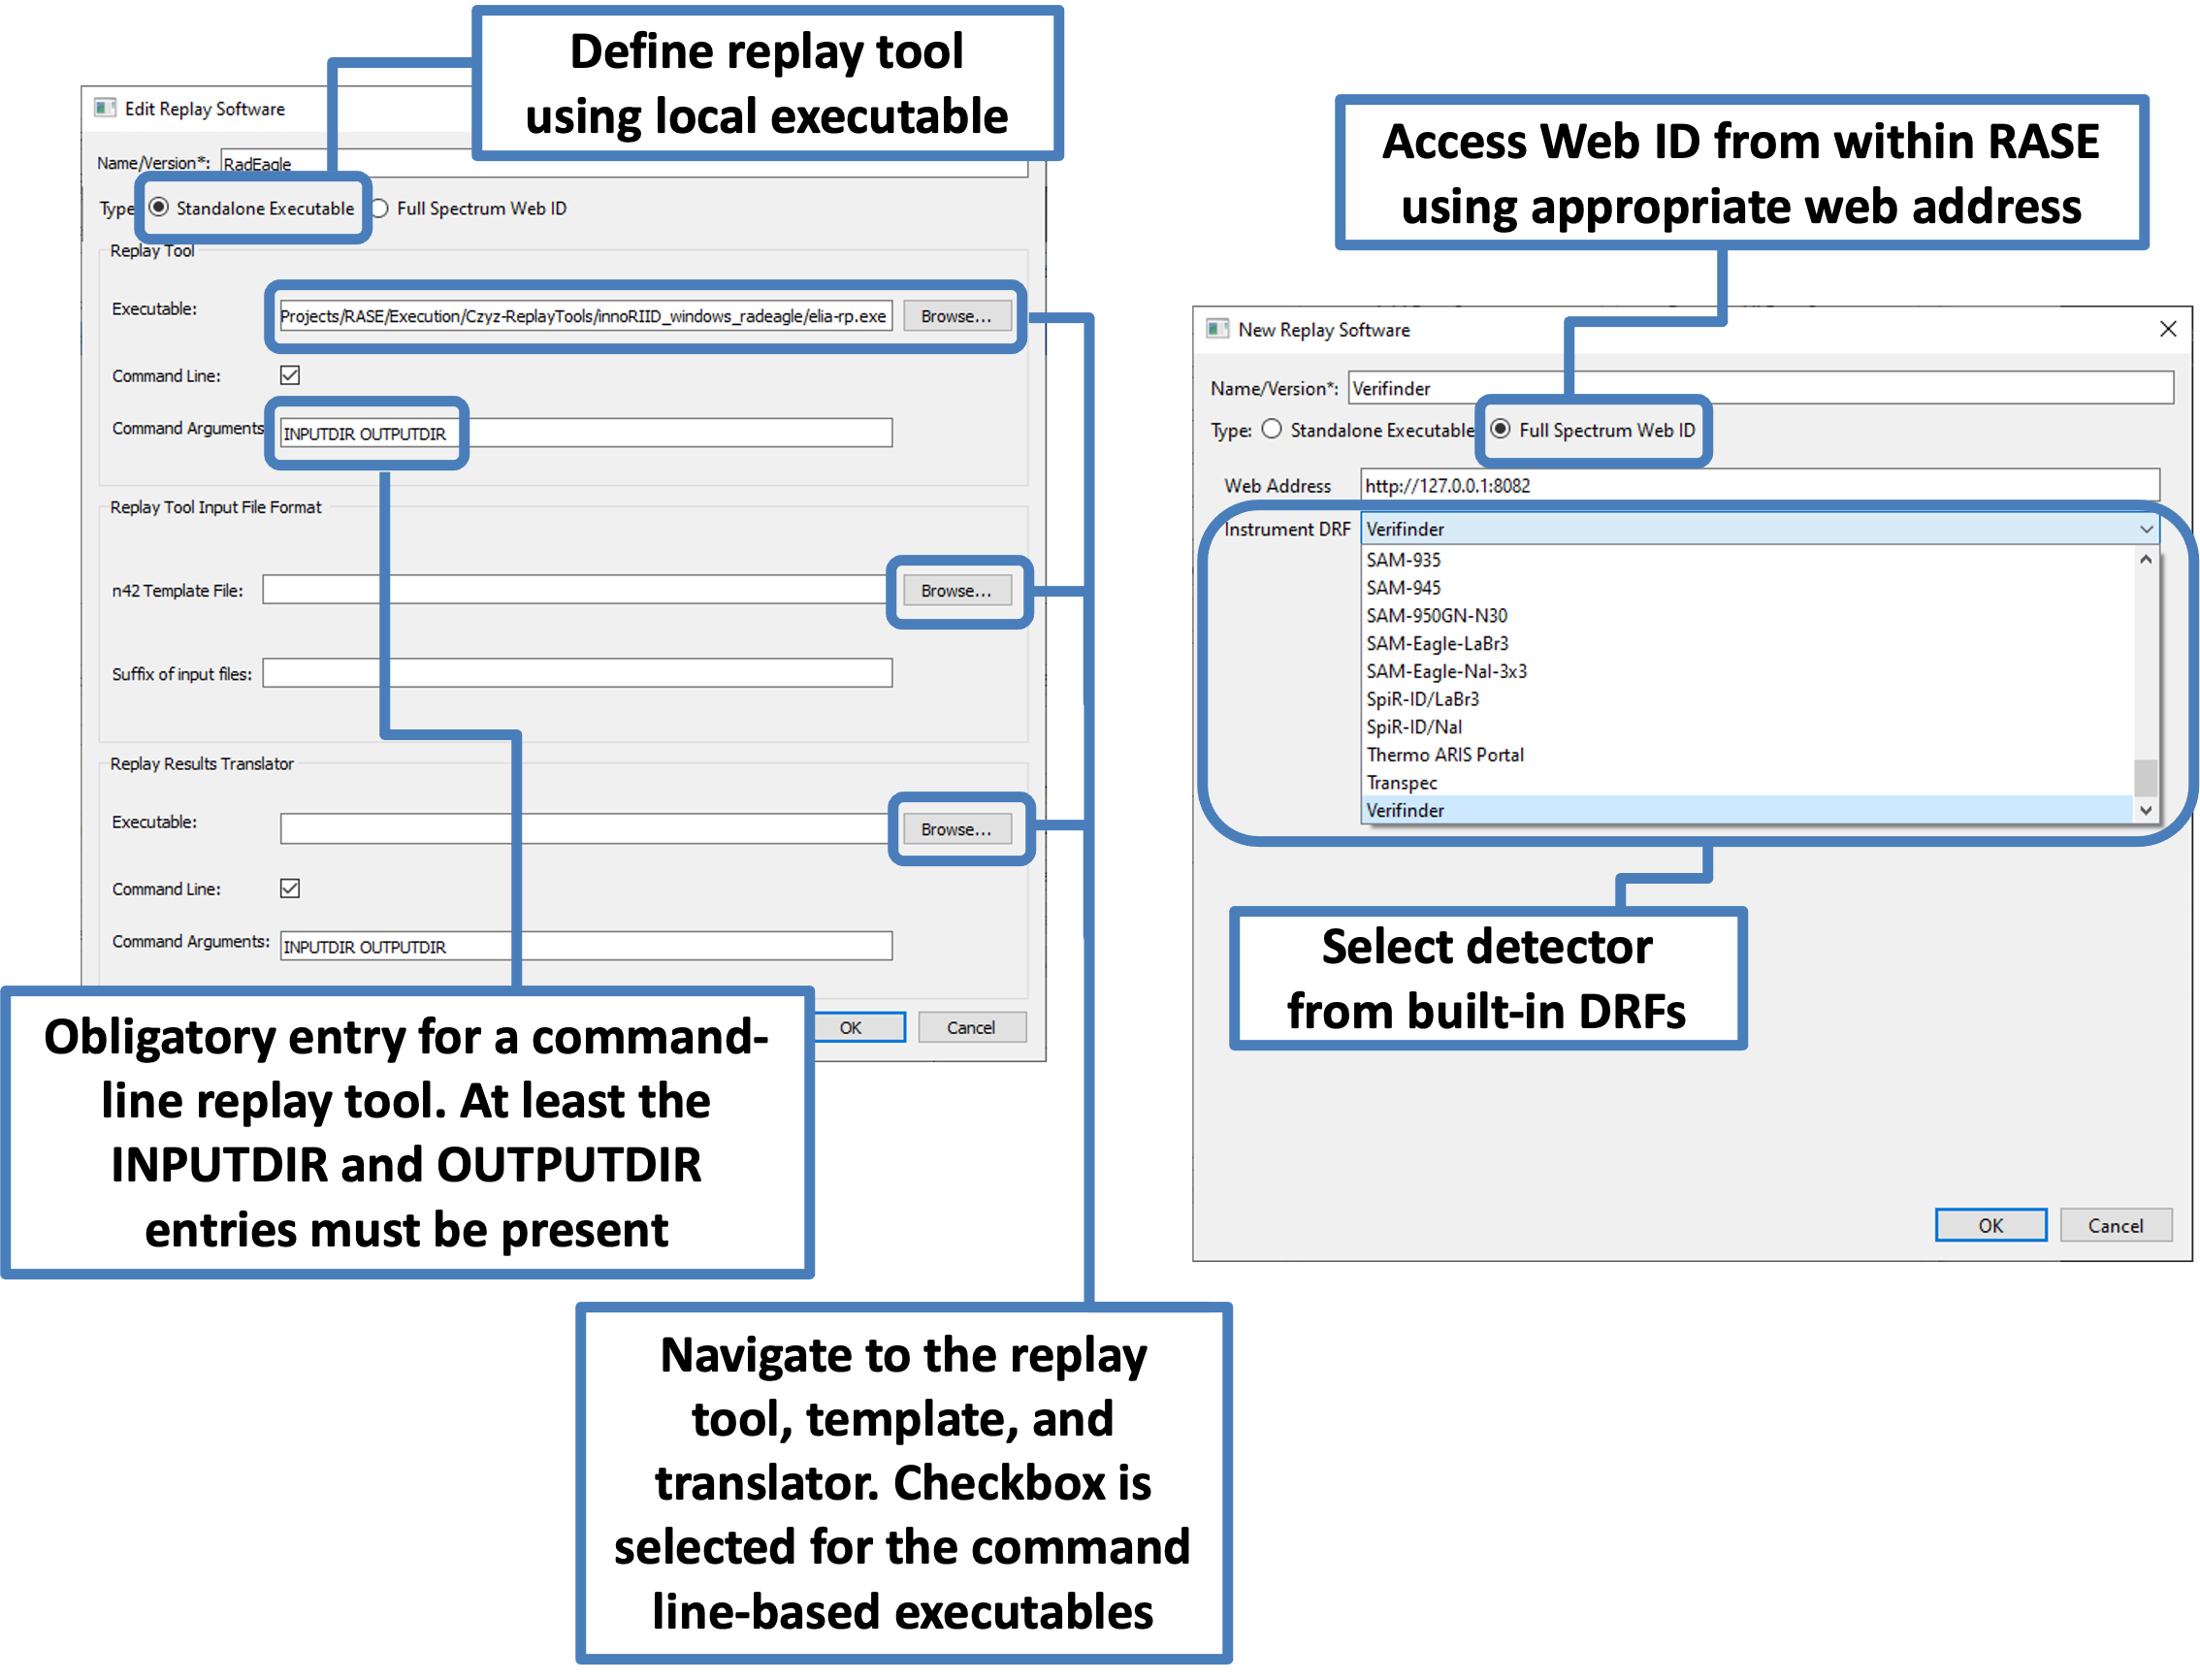 Define replay tool
using local executable
Edit Replay Software
Name/Version*: RadEagle
Type Standalone Executable Full Spectrum Web ID
Replay Tool
Executable: Projects/RASE/Execution/Czyz-ReplayTools/innoRIID_windows_radeagle/elia-rp.exe Browse...
Command Line:
Command Arguments INPUTDIR OUTPUTDIR
Replay Tool Input File Format
n42 Template File: Browse...
Suffix of input files:
Replay Results Translator
Executable: Browse...
Command Line:
Command Arguments: INPUTDIR OUTPUTDIR
OK Cancel
Obligatory entry for a command-
line replay tool. At least the
INPUTDIR and OUTPUTDIR
entries must be present
Navigate to the replay
tool, template, and
translator. Checkbox is
selected for the command
line-based executables
Access Web ID from within RASE
using appropriate web address
New Replay Software
Name/Version*: Verifinder
Type: Standalone Executable Full Spectrum Web ID
Web Address http://127.0.0.1:8082
Instrument DRF Verifinder
SAM-935
SAM-945
SAM-950GN-N30
SAM-Eagle-LaBr3
SAM-Eagle-NaI-3x3
SpiR-ID/LaBr3
SpiR-ID/NaI
Thermo ARIS Portal
Transpec
Verifinder
Select detector
from built-in DRFs
OK Cancel